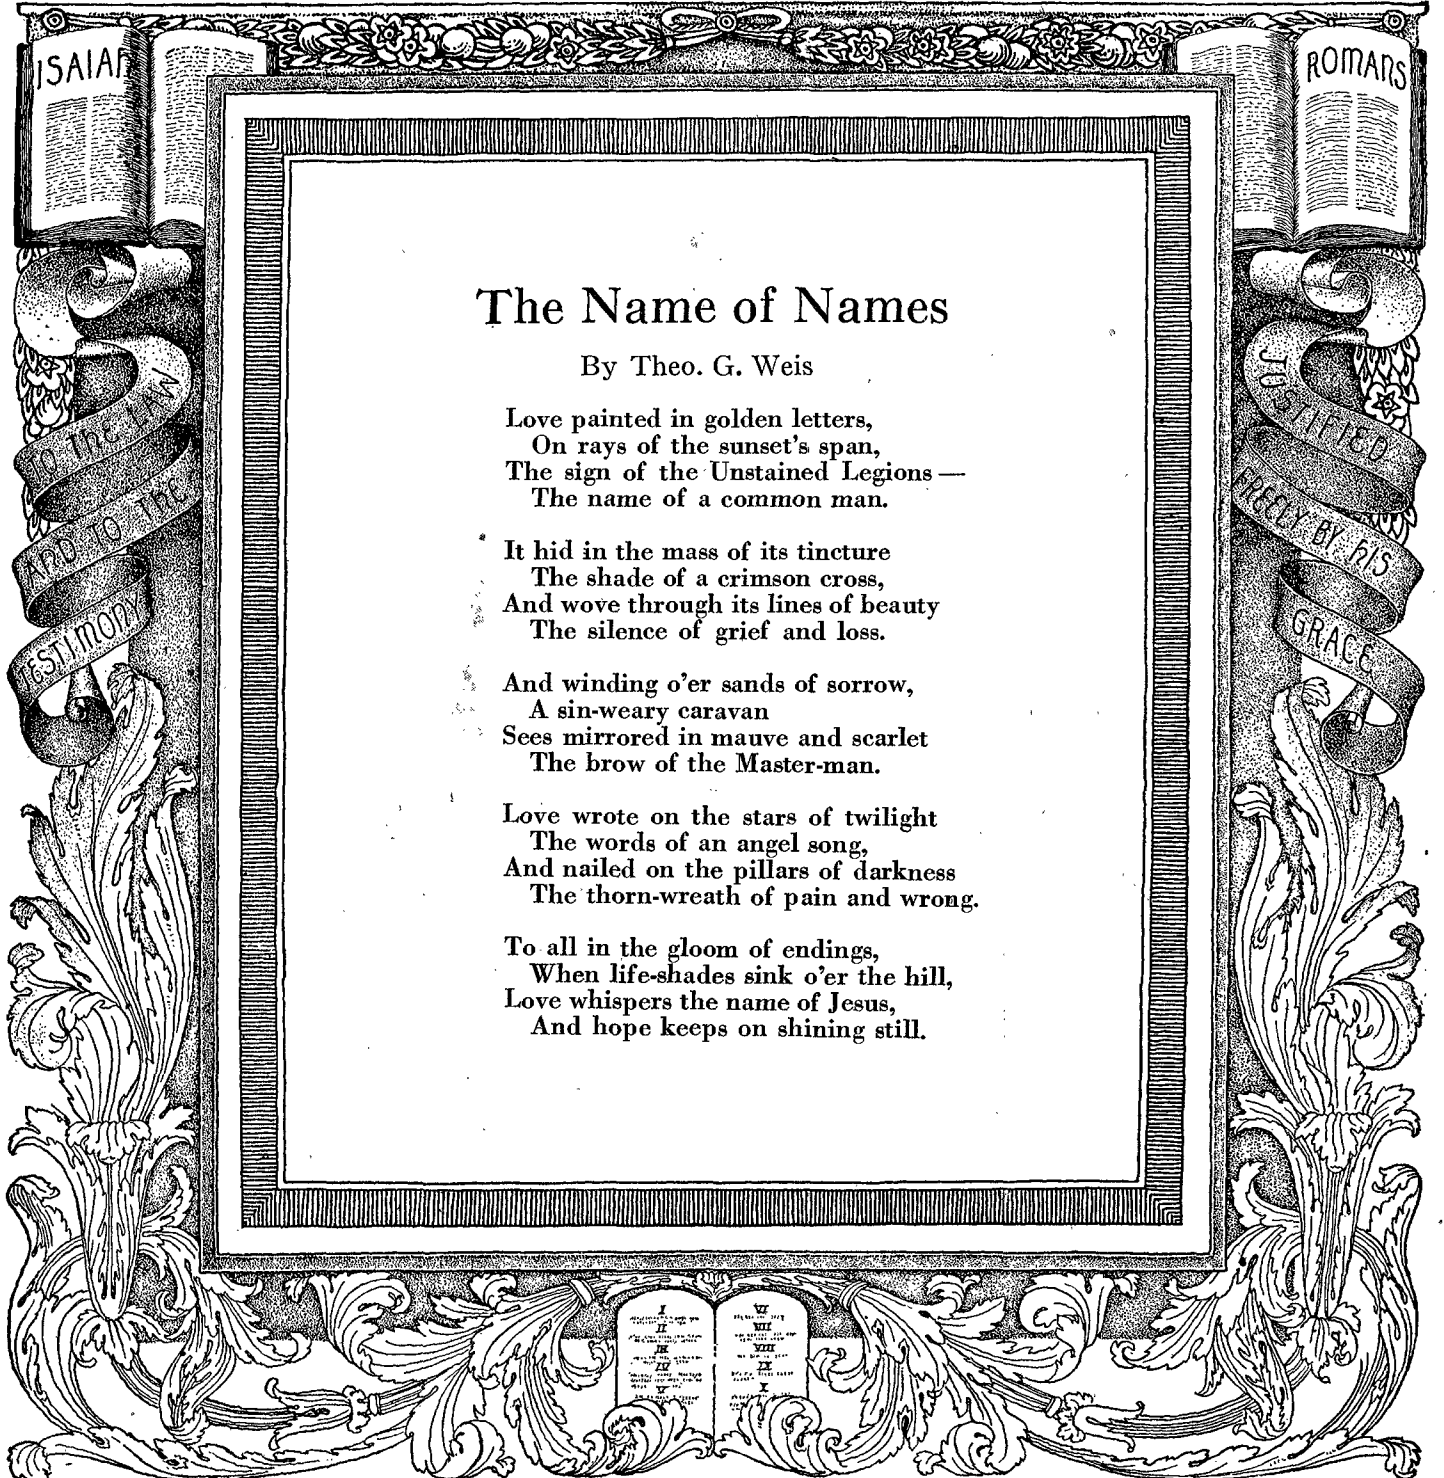 ISAIAH
ROMANS
TO THE LAW
AND TO THE
TESTIMONY
JUSTIFIED
FREELY BY HIS
GRACE
The Name of Names
By Theo. G. Weis
Love painted in golden letters,
On rays of the sunset's span,
The sign of the Unstained Legions—
The name of a common man.
It hid in the mass of its tincture
The shade of a crimson cross,
And wove through its lines of beauty
The silence of grief and loss.
And winding o'er sands of sorrow,
A sin-weary caravan
Sees mirrored in mauve and scarlet
The brow of the Master-man.
Love wrote on the stars of twilight
The words of an angel song,
And nailed on the pillars of darkness
The thorn-wreath of pain and wrong.
To all in the gloom of endings,
When life-shades sink o'er the hill,
Love whispers the name of Jesus,
And hope keeps on shining still.
I
II
III
IV
V
VI
VII
VIII
IX
X